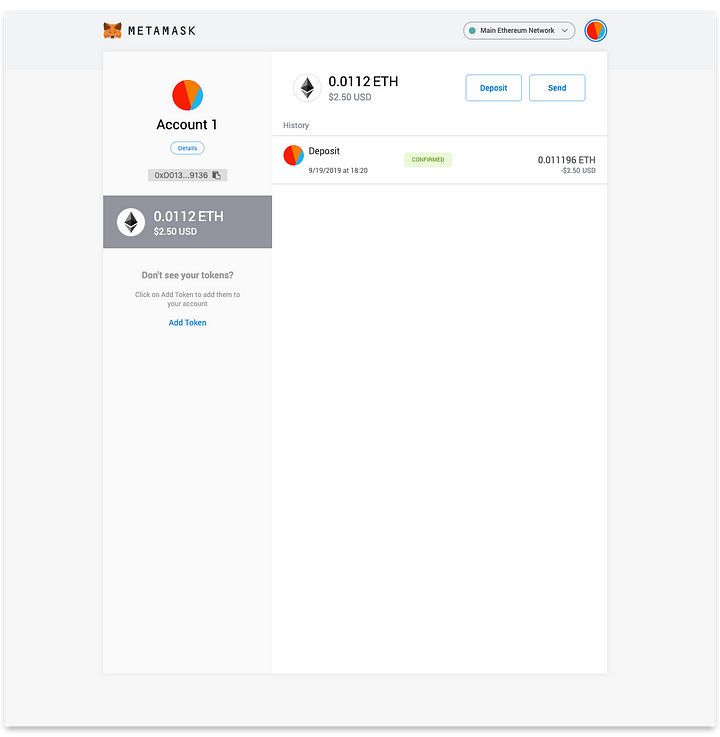 METAMASK
Main Ethereum Network
Account 1
Details
0xD013...9136
0.0112 ETH
$2.50 USD
Don't see your tokens?
Click on Add Token to add them to
your account
Add Token
0.0112 ETH
$2.50 USD
Deposit
Send
History
Deposit
9/19/2019 at 18:20
CONFIRMED
0.011196 ETH
-$2.50 USD